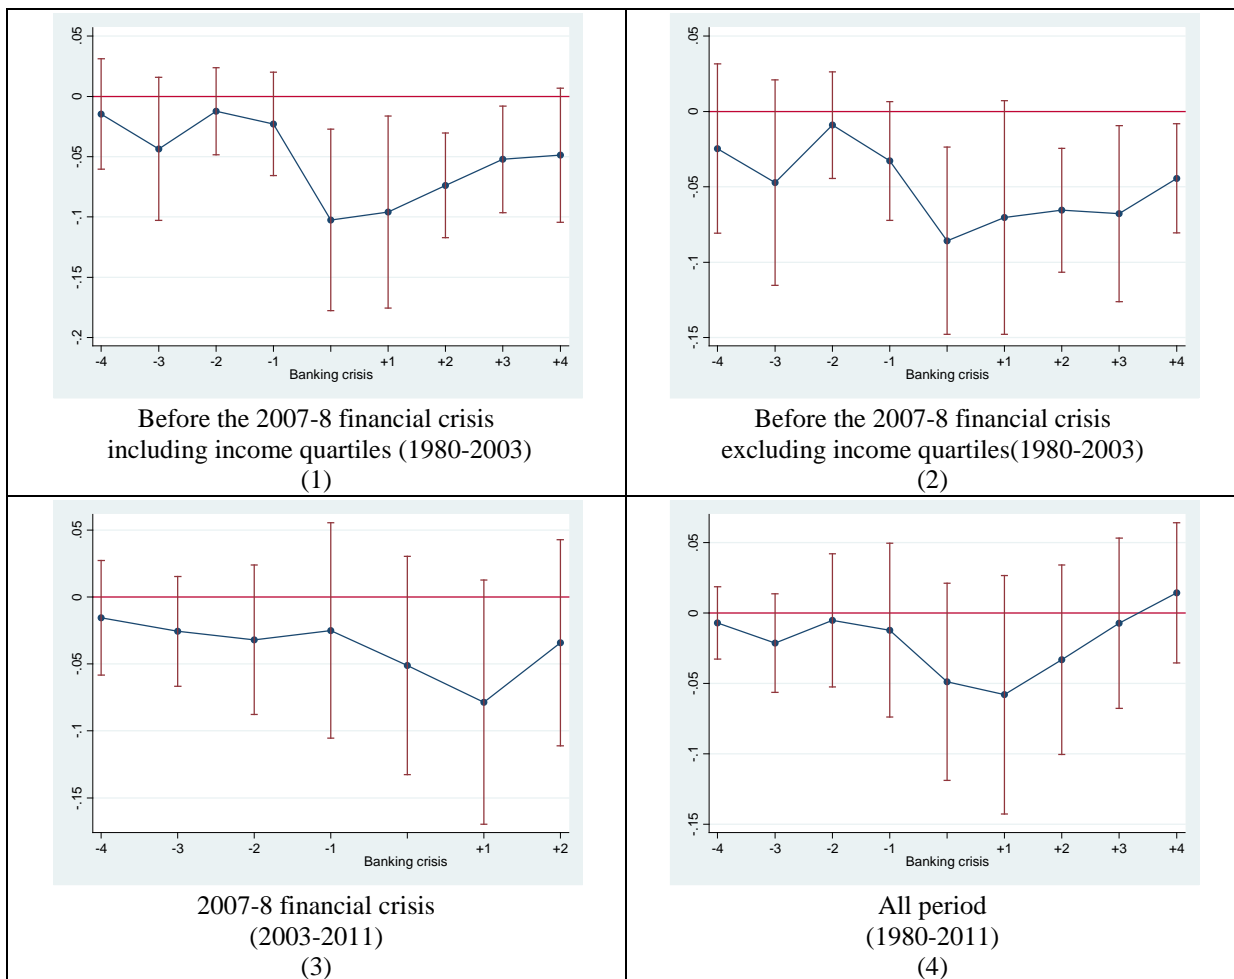 .05
0
-.05
-.1
-.15
-.2
-4 -3 -2 -1 +1 +2 +3 +4
Banking crisis
Before the 2007-8 financial crisis
including income quartiles (1980-2003)
(1)
.05
0
-.05
-.1
-.15
-4 -3 -2 -1 +1 +2 +3 +4
Banking crisis
Before the 2007-8 financial crisis
excluding income quartiles(1980-2003)
(2)
.05
0
-.05
-.1
-.15
-4 -3 -2 -1 +1 +2
Banking crisis
2007-8 financial crisis
(2003-2011)
(3)
.05
0
-.05
-.1
-.15
-4 -3 -2 -1 +1 +2 +3 +4
Banking crisis
All period
(1980-2011)
(4)